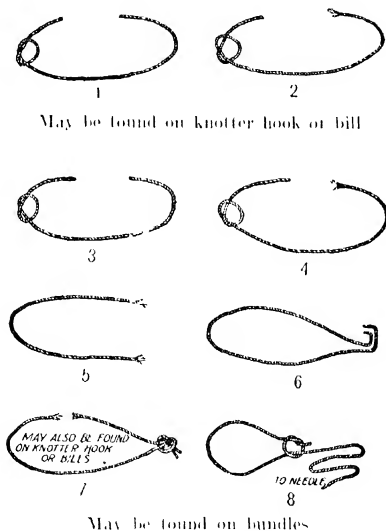 1 2
May be found on knotter hook or bill
3 4
5 6
MAY ALSO BE FOUND
ON KNOTTER HOOK
OR BILLS
7 8
TO NEEDLE
May be found on bundles